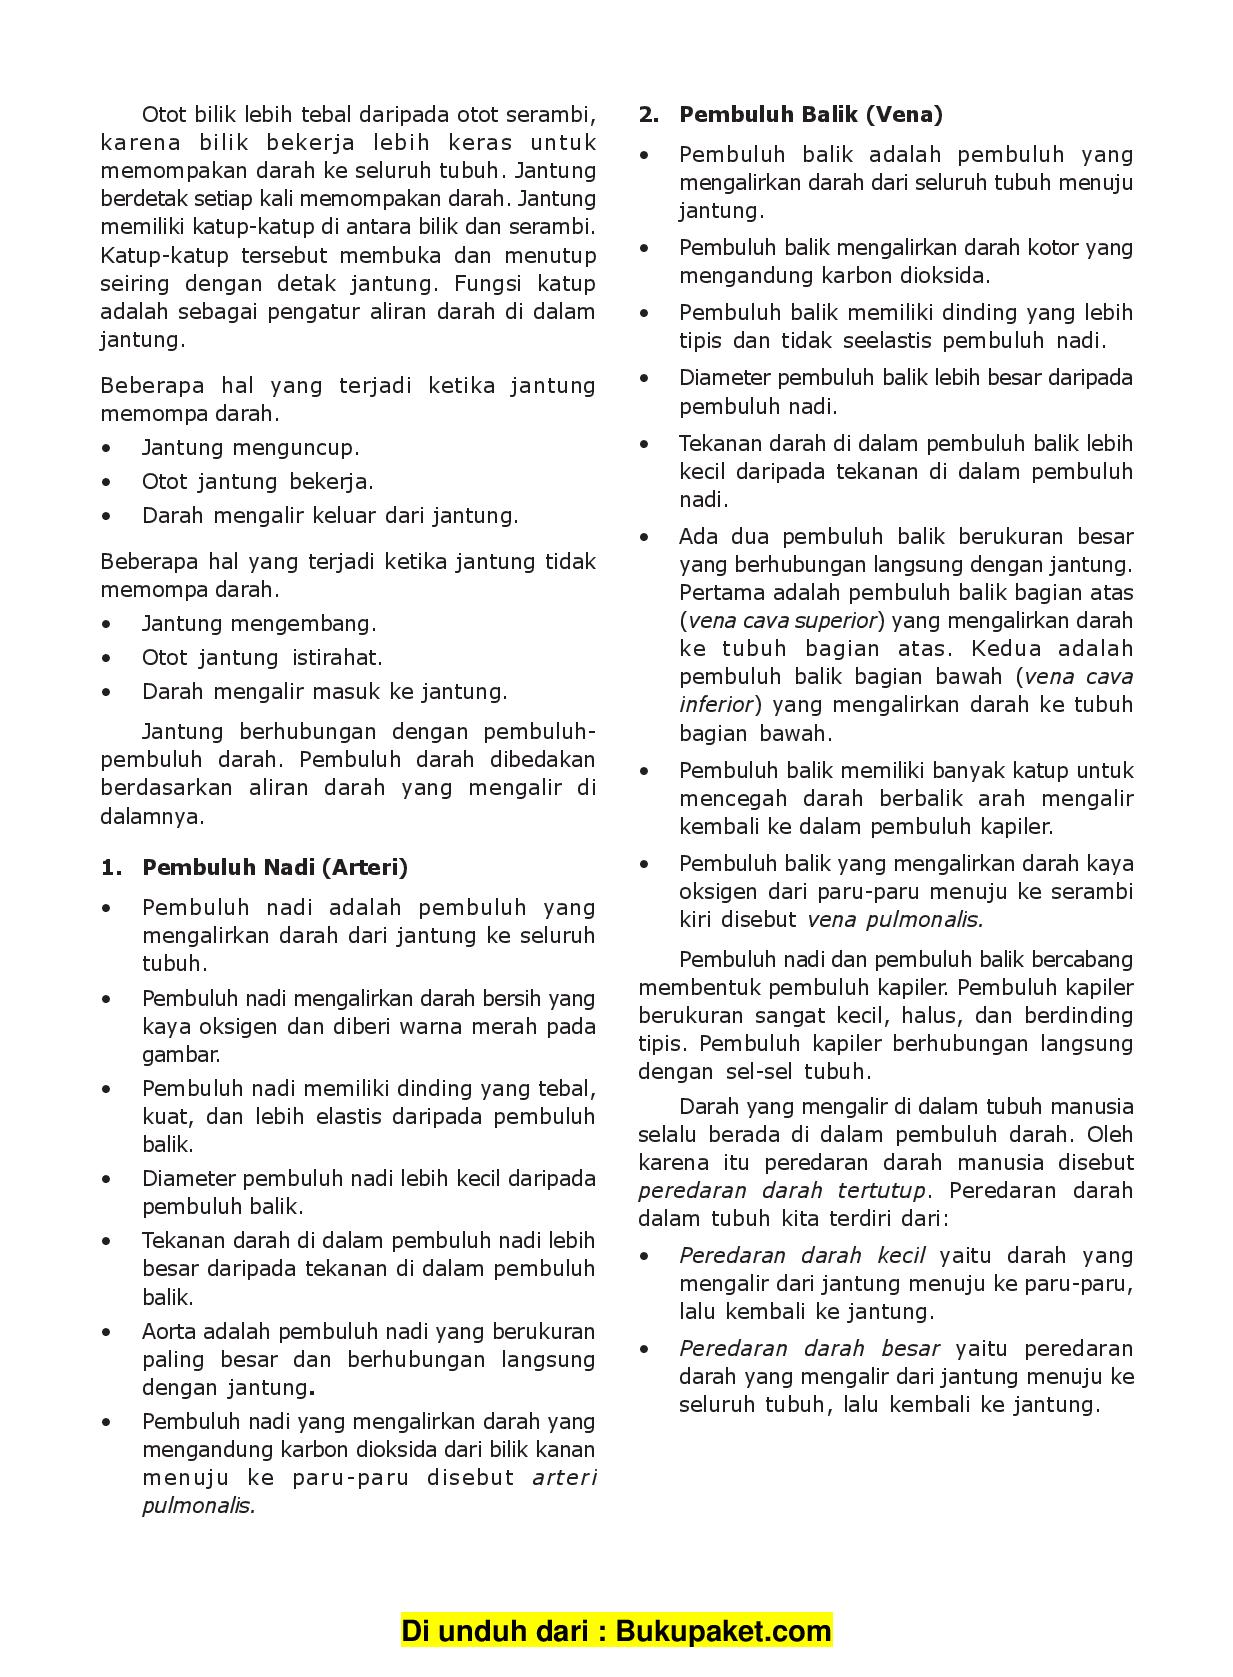 Otot bilik lebih tebal daripada otot serambi,
karena bilik bekerja lebih keras untuk
memompakan darah ke seluruh tubuh. Jantung
berdetak setiap kali memompakan darah. Jantung
memiliki katup-katup di antara bilik dan serambi.
Katup-katup tersebut membuka dan menutup
seiring dengan detak jantung. Fungsi katup
adalah sebagai pengatur aliran darah di dalam
jantung.
Beberapa hal yang terjadi ketika jantung
memompa darah.
• Jantung menguncup.
• Otot jantung bekerja.
• Darah mengalir keluar dari jantung.
Beberapa hal yang terjadi ketika jantung tidak
memompa darah.
• Jantung mengembang.
• Otot jantung istirahat.
• Darah mengalir masuk ke jantung.
Jantung berhubungan dengan pembuluh-
pembuluh darah. Pembuluh darah dibedakan
berdasarkan aliran darah yang mengalir di
dalamnya.
1. Pembuluh Nadi (Arteri)
• Pembuluh nadi adalah pembuluh yang
mengalirkan darah dari jantung ke seluruh
tubuh.
• Pembuluh nadi mengalirkan darah bersih yang
kaya oksigen dan diberi warna merah pada
gambar.
• Pembuluh nadi memiliki dinding yang tebal,
kuat, dan lebih elastis daripada pembuluh
balik.
• Diameter pembuluh nadi lebih kecil daripada
pembuluh balik.
• Tekanan darah di dalam pembuluh nadi lebih
besar daripada tekanan di dalam pembuluh
balik.
• Aorta adalah pembuluh nadi yang berukuran
paling besar dan berhubungan langsung
dengan jantung.
• Pembuluh nadi yang mengalirkan darah yang
mengandung karbon dioksida dari bilik kanan
menuju ke paru-paru disebut arteri
pulmonalis.
2. Pembuluh Balik (Vena)
• Pembuluh balik adalah pembuluh yang
mengalirkan darah dari seluruh tubuh menuju
jantung.
• Pembuluh balik mengalirkan darah kotor yang
mengandung karbon dioksida.
• Pembuluh balik memiliki dinding yang lebih
tipis dan tidak seelastis pembuluh nadi.
• Diameter pembuluh balik lebih besar daripada
pembuluh nadi.
• Tekanan darah di dalam pembuluh balik lebih
kecil daripada tekanan di dalam pembuluh
nadi.
• Ada dua pembuluh balik berukuran besar
yang berhubungan langsung dengan jantung.
Pertama adalah pembuluh balik bagian atas
(vena cava superior) yang mengalirkan darah
ke tubuh bagian atas. Kedua adalah
pembuluh balik bagian bawah (vena cava
inferior) yang mengalirkan darah ke tubuh
bagian bawah.
• Pembuluh balik memiliki banyak katup untuk
mencegah darah berbalik arah mengalir
kembali ke dalam pembuluh kapiler.
• Pembuluh balik yang mengalirkan darah kaya
oksigen dari paru-paru menuju ke serambi
kiri disebut vena pulmonalis.
Pembuluh nadi dan pembuluh balik bercabang
membentuk pembuluh kapiler. Pembuluh kapiler
berukuran sangat kecil, halus, dan berdinding
tipis. Pembuluh kapiler berhubungan langsung
dengan sel-sel tubuh.
Darah yang mengalir di dalam tubuh manusia
selalu berada di dalam pembuluh darah. Oleh
karena itu peredaran darah manusia disebut
peredaran darah tertutup. Peredaran darah
dalam tubuh kita terdiri dari:
• Peredaran darah kecil yaitu darah yang
mengalir dari jantung menuju ke paru-paru,
lalu kembali ke jantung.
• Peredaran darah besar yaitu peredaran
darah yang mengalir dari jantung menuju ke
seluruh tubuh, lalu kembali ke jantung.
Di unduh dari : Bukupaket.com